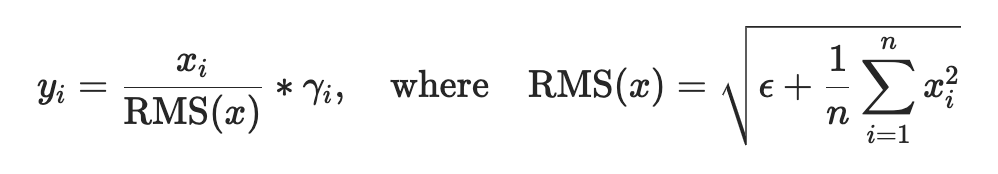 $y_i = \frac{x_i}{\mathrm{RMS}(x)} * \gamma_i, \quad \text{where} \quad \mathrm{RMS}(x) = \sqrt{\epsilon + \frac{1}{n} \sum_{i=1}^{n} x_i^2}$